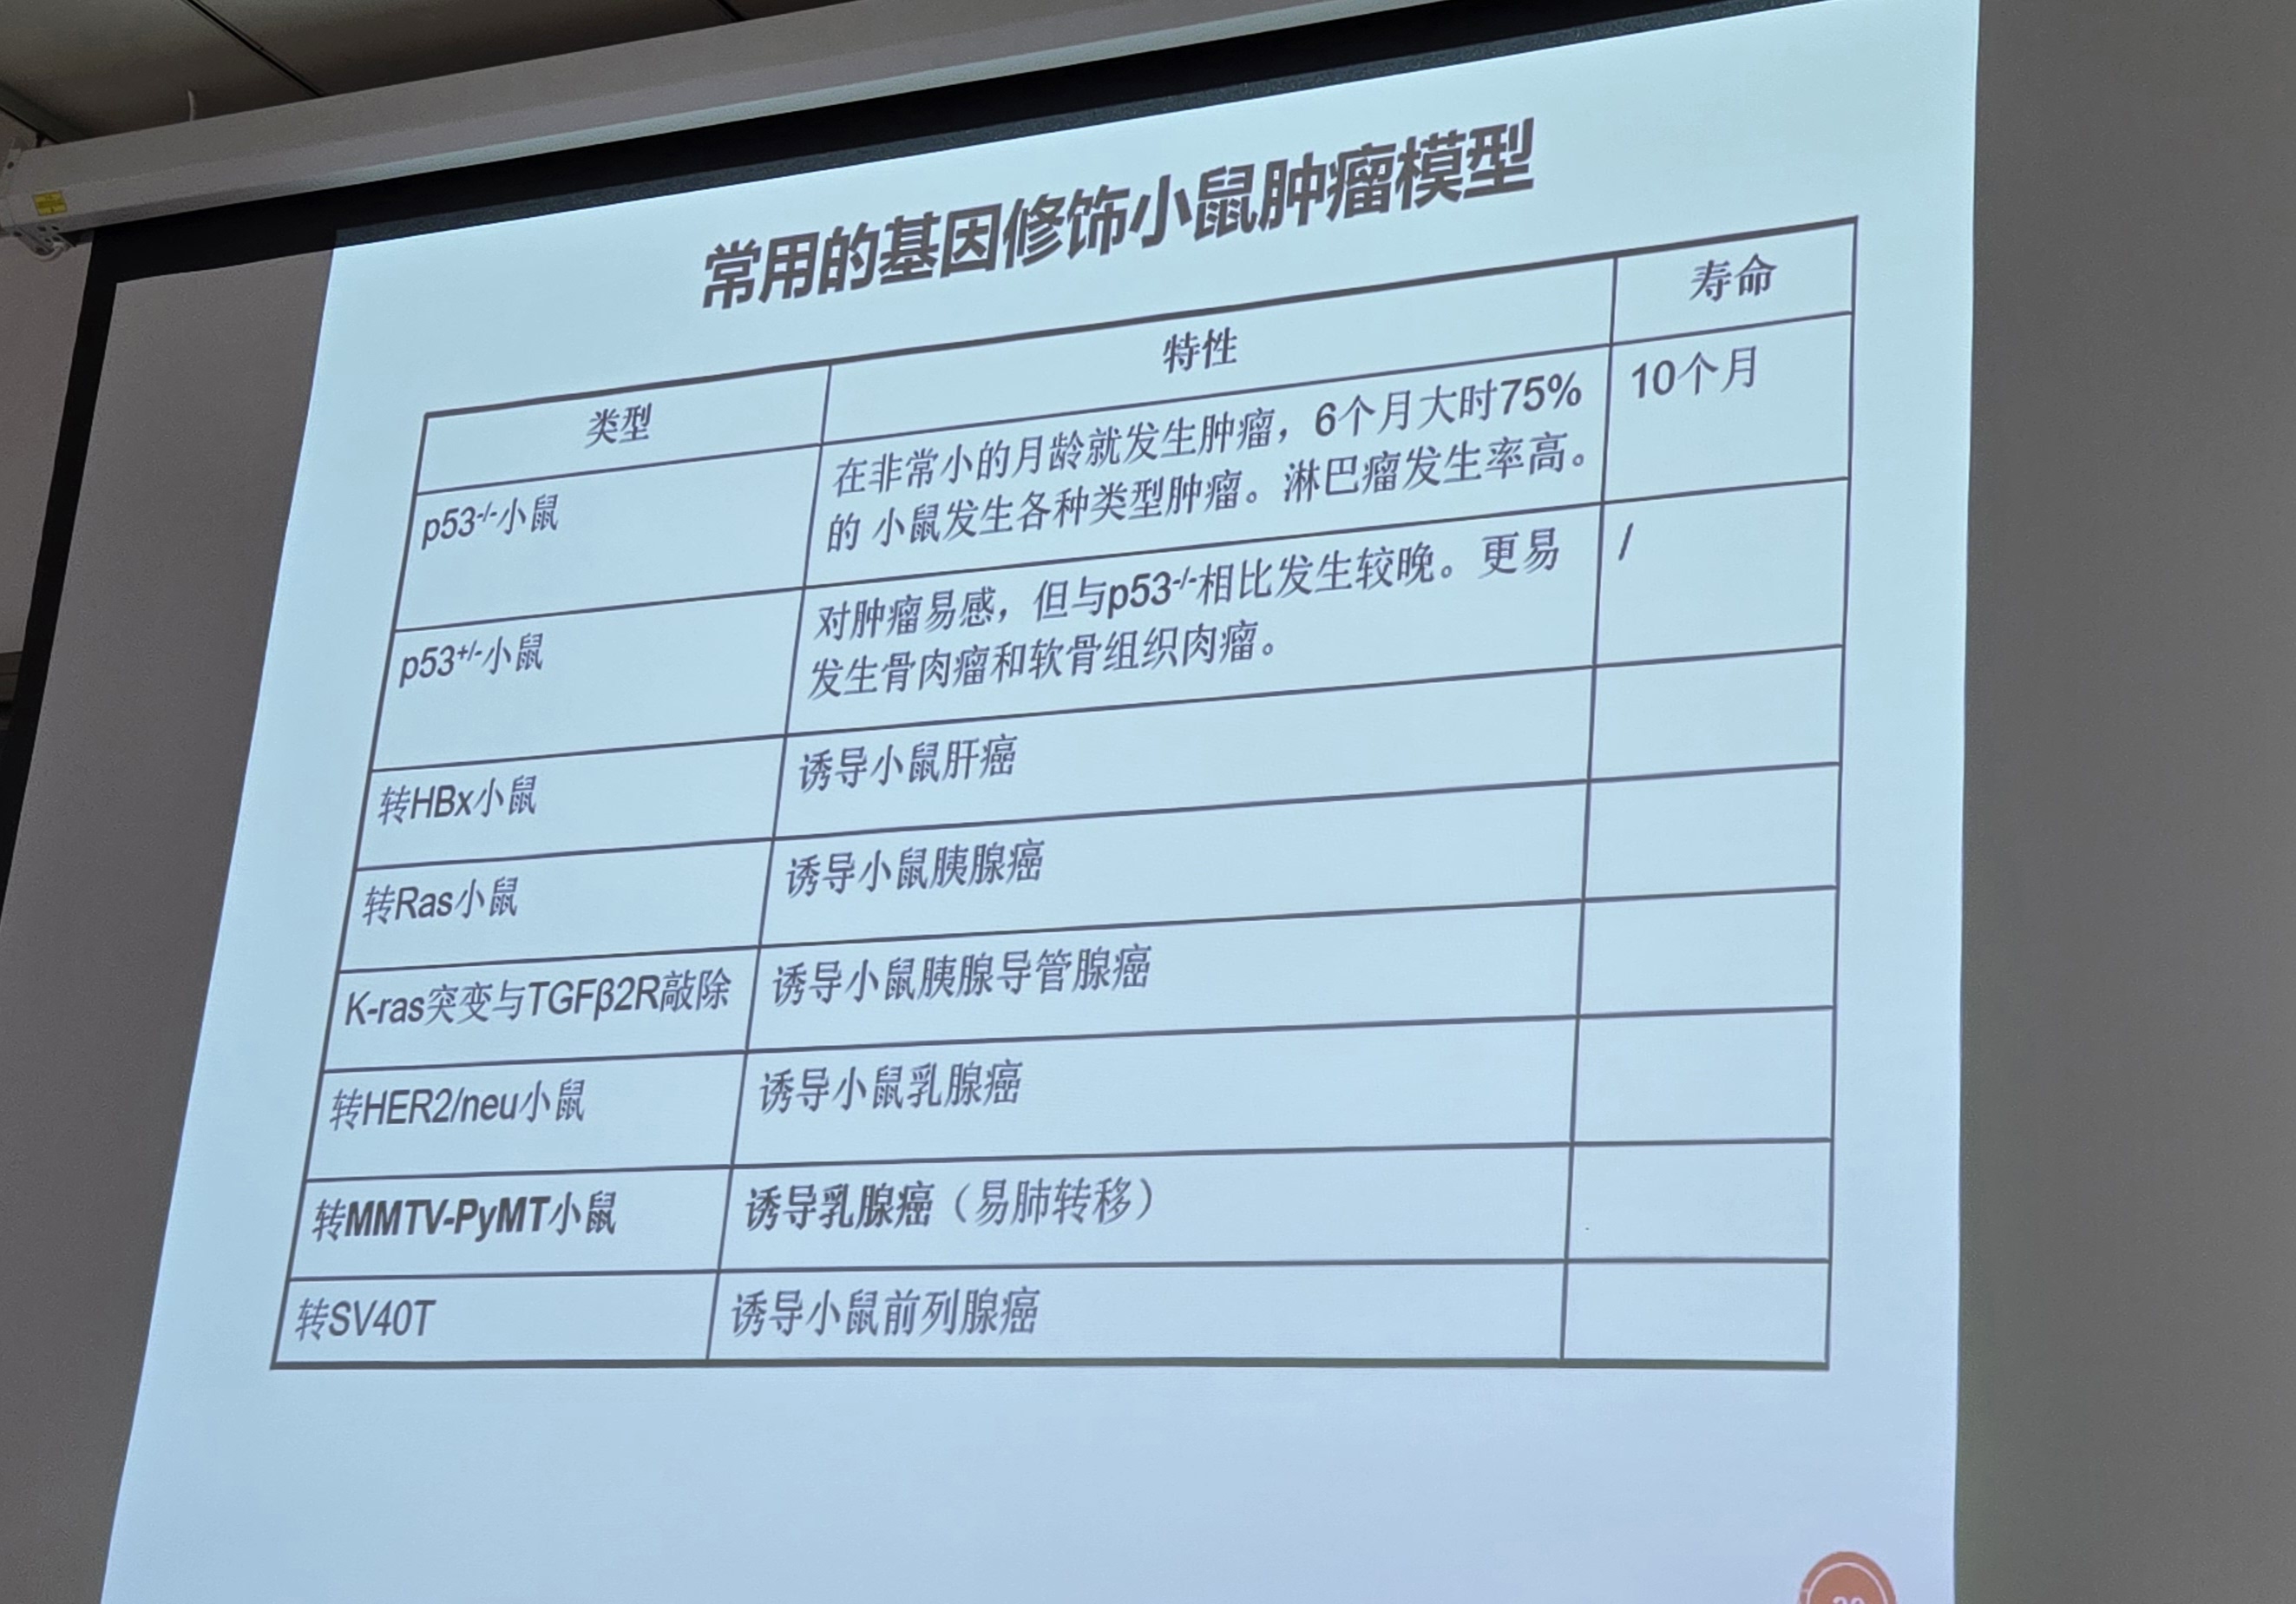 常用的基因修饰小鼠肿瘤模型
类型 特性 寿命
p53-/-小鼠
在非常小的月龄就发生肿瘤，6个月大时75%
的 小鼠发生各种类型肿瘤。淋巴瘤发生率高。
10个月
p53+/-小鼠
对肿瘤易感，但与p53-/-相比发生较晚。更易
发生骨肉瘤和软骨组织肉瘤。
/
转HBx小鼠 诱导小鼠肝癌
转Ras小鼠 诱导小鼠胰腺癌
K-ras突变与TGFβ2R敲除 诱导小鼠胰腺导管腺癌
转HER2/neu小鼠 诱导小鼠乳腺癌
转MMTV-PyMT小鼠 诱导乳腺癌（易肺转移）
转SV40T 诱导小鼠前列腺癌